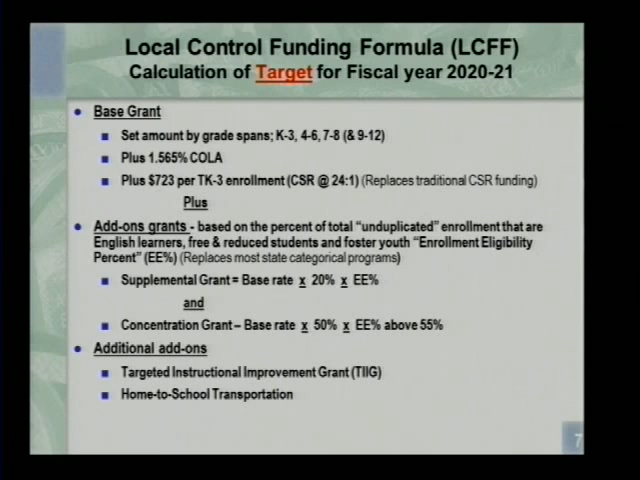 Local Control Funding Formula (LCFF)
Calculation of Target for Fiscal year 2020-21
Base Grant
Set amount by grade spans; K-3, 4-6, 7-8 (& 9-12)
Plus 1.565% COLA
Plus $723 per TK-3 enrollment (CSR @ 24:1) (Replaces traditional CSR funding)
Plus
Add-ons grants - based on the percent of total “unduplicated” enrollment that are
English learners, free & reduced students and foster youth “Enrollment Eligibility
Percent” (EE%) (Replaces most state categorical programs)
Supplemental Grant = Base rate x 20% x EE%
and
Concentration Grant – Base rate x 50% x EE% above 55%
Additional add-ons
Targeted Instructional Improvement Grant (TIIG)
Home-to-School Transportation
7